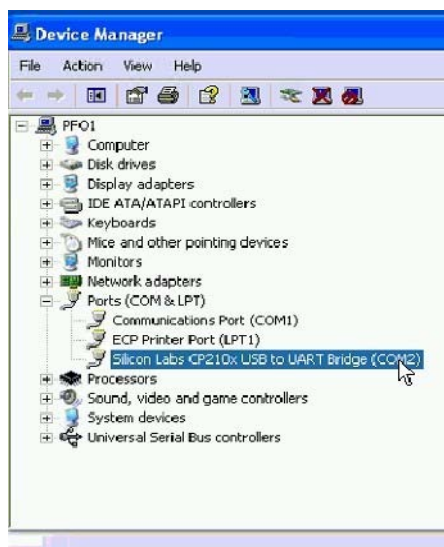 Device Manager
File Action View Help
PFO1
Computer
Disk drives
Display adapters
IDE ATA/ATAPI controllers
Keyboards
Mice and other pointing devices
Monitors
Network adapters
Ports (COM & LPT)
Communications Port (COM1)
ECP Printer Port (LPT1)
Silicon Labs CP210x USB to UART Bridge (COM2)
Processors
Sound, video and game controllers
System devices
Universal Serial Bus controllers